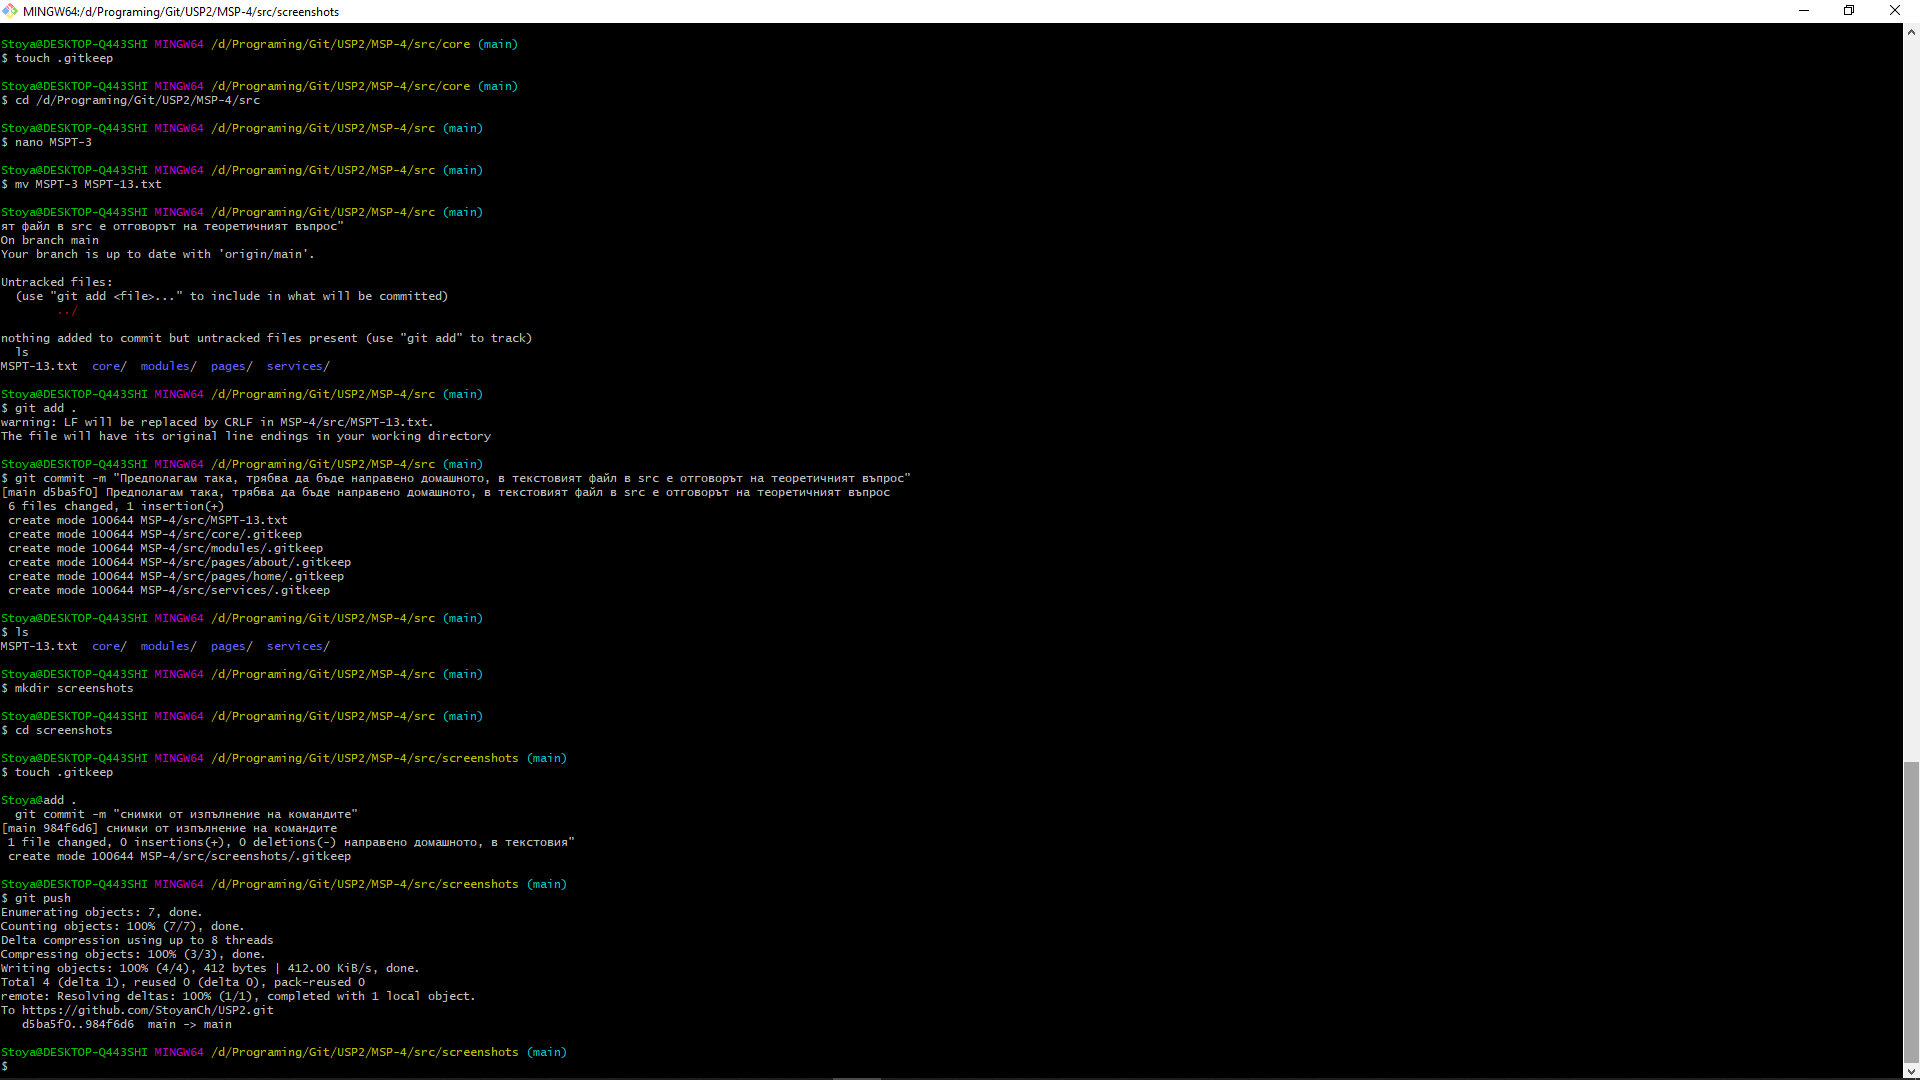 MINGW64:/d/Programing/Git/USP2/MSP-4/src/screenshots
Stoya@DESKTOP-Q443SHI MINGW64 /d/Programing/Git/USP2/MSP-4/src/core (main)
$ touch .gitkeep
Stoya@DESKTOP-Q443SHI MINGW64 /d/Programing/Git/USP2/MSP-4/src/core (main)
$ cd /d/Programing/Git/USP2/MSP-4/src
Stoya@DESKTOP-Q443SHI MINGW64 /d/Programing/Git/USP2/MSP-4/src (main)
$ nano MSPT-3
Stoya@DESKTOP-Q443SHI MINGW64 /d/Programing/Git/USP2/MSP-4/src (main)
$ mv MSPT-3 MSPT-13.txt
Stoya@DESKTOP-Q443SHI MINGW64 /d/Programing/Git/USP2/MSP-4/src (main)
ят файл в src е отговорът на теоретичният въпрос"
On branch main
Your branch is up to date with 'origin/main'.
Untracked files:
(use "git add <file>..." to include in what will be committed)
../
nothing added to commit but untracked files present (use "git add" to track)
ls
MSPT-13.txt core/ modules/ pages/ services/
Stoya@DESKTOP-Q443SHI MINGW64 /d/Programing/Git/USP2/MSP-4/src (main)
$ git add .
warning: LF will be replaced by CRLF in MSP-4/src/MSPT-13.txt.
The file will have its original line endings in your working directory
Stoya@DESKTOP-Q443SHI MINGW64 /d/Programing/Git/USP2/MSP-4/src (main)
$ git commit -m "Предполагам така, трябва да бъде направено домашното, в текстовият файл в src е отговорът на теоретичният въпрос"
[main d5ba5f0] Предполагам така, трябва да бъде направено домашното, в текстовият файл в src е отговорът на теоретичният въпрос
6 files changed, 1 insertion(+)
create mode 100644 MSP-4/src/MSPT-13.txt
create mode 100644 MSP-4/src/core/.gitkeep
create mode 100644 MSP-4/src/modules/.gitkeep
create mode 100644 MSP-4/src/pages/about/.gitkeep
create mode 100644 MSP-4/src/pages/home/.gitkeep
create mode 100644 MSP-4/src/services/.gitkeep
Stoya@DESKTOP-Q443SHI MINGW64 /d/Programing/Git/USP2/MSP-4/src (main)
$ ls
MSPT-13.txt core/ modules/ pages/ services/
Stoya@DESKTOP-Q443SHI MINGW64 /d/Programing/Git/USP2/MSP-4/src (main)
$ mkdir screenshots
Stoya@DESKTOP-Q443SHI MINGW64 /d/Programing/Git/USP2/MSP-4/src (main)
$ cd screenshots
Stoya@DESKTOP-Q443SHI MINGW64 /d/Programing/Git/USP2/MSP-4/src/screenshots (main)
$ touch .gitkeep
Stoya@add .
git commit -m "снимки от изпълнение на командите"
[main 984f6d6] снимки от изпълнение на командите
1 file changed, 0 insertions(+), 0 deletions(-) направено домашното, в текстовия"
create mode 100644 MSP-4/src/screenshots/.gitkeep
Stoya@DESKTOP-Q443SHI MINGW64 /d/Programing/Git/USP2/MSP-4/src/screenshots (main)
$ git push
Enumerating objects: 7, done.
Counting objects: 100% (7/7), done.
Delta compression using up to 8 threads
Compressing objects: 100% (3/3), done.
Writing objects: 100% (4/4), 412 bytes | 412.00 KiB/s, done.
Total 4 (delta 1), reused 0 (delta 0), pack-reused 0
remote: Resolving deltas: 100% (1/1), completed with 1 local object.
To https://github.com/StoyanCh/USP2.git
d5ba5f0..984f6d6 main -> main
Stoya@DESKTOP-Q443SHI MINGW64 /d/Programing/Git/USP2/MSP-4/src/screenshots (main)
$